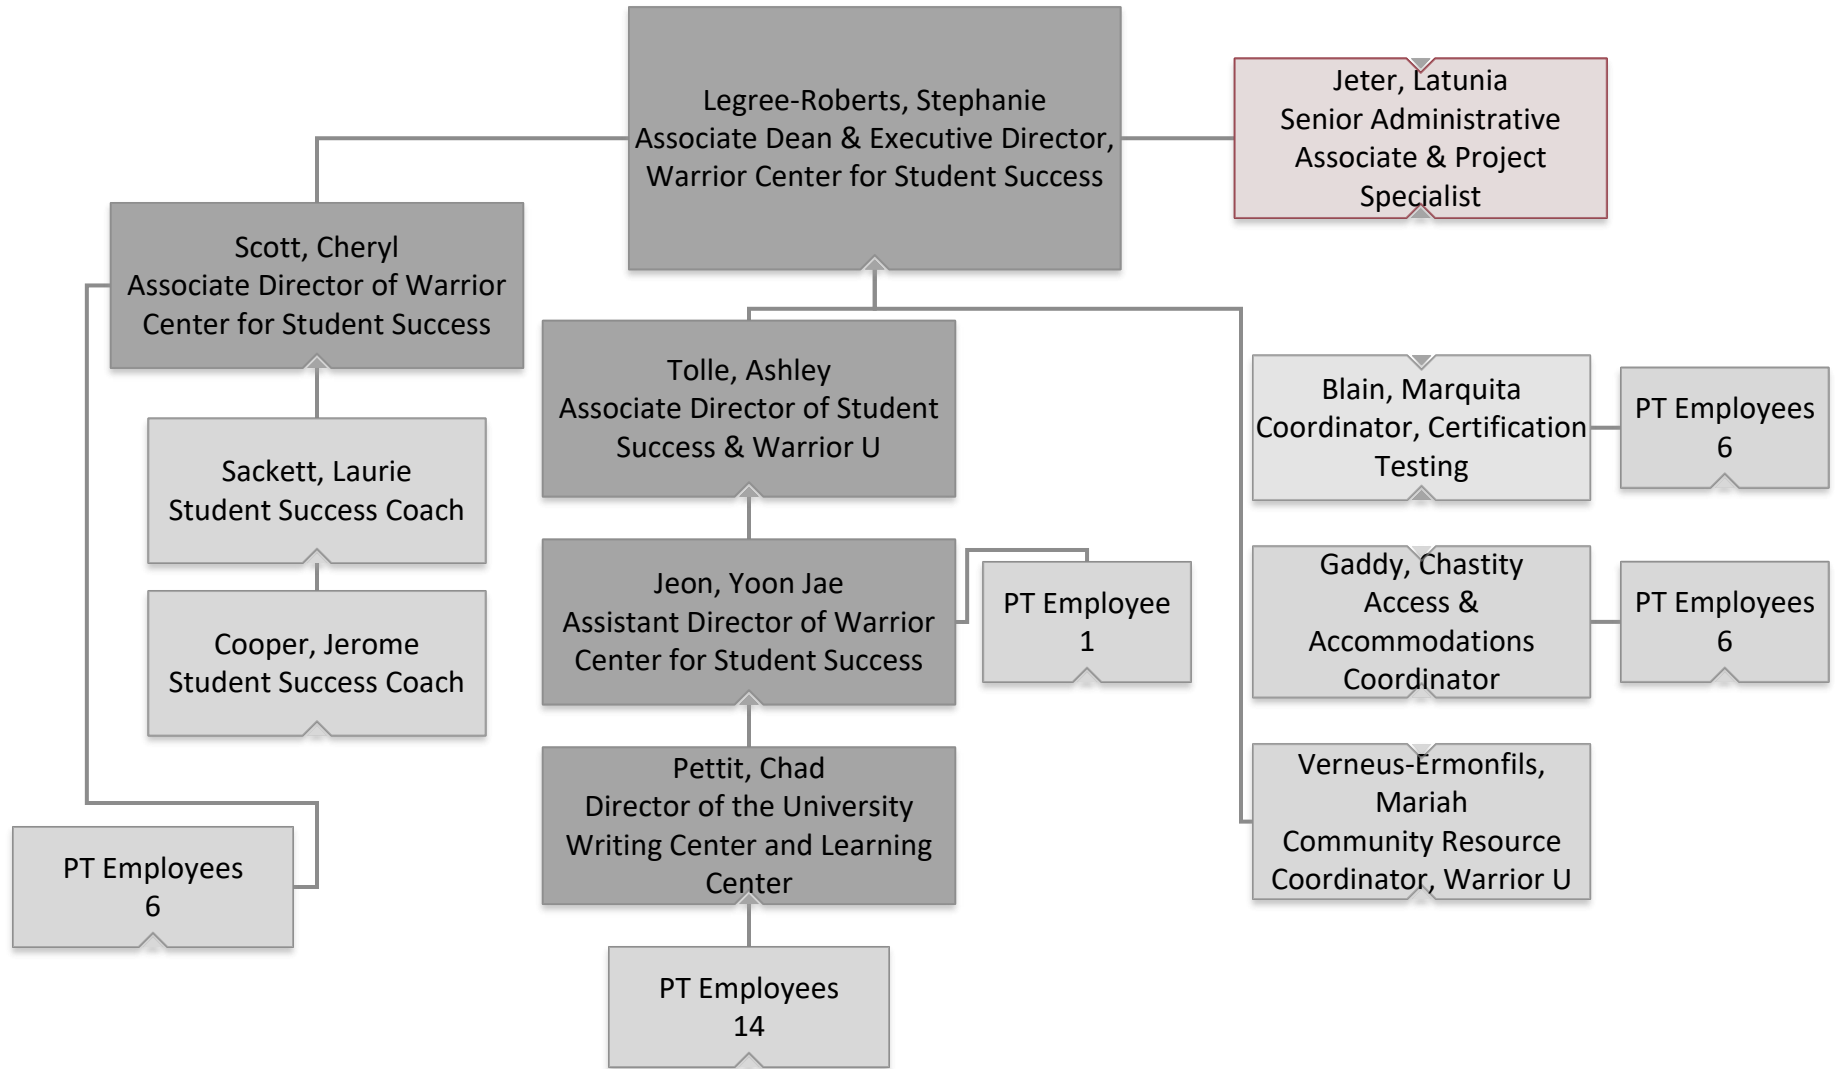 Legree-Roberts, Stephanie
Associate Dean & Executive Director,
Warrior Center for Student Success
Jeter, Latunia
Senior Administrative
Associate & Project
Specialist
Scott, Cheryl
Associate Director of Warrior
Center for Student Success
Sackett, Laurie
Student Success Coach
Cooper, Jerome
Student Success Coach
PT Employees
6
Tolle, Ashley
Associate Director of Student
Success & Warrior U
Jeon, Yoon Jae
Assistant Director of Warrior
Center for Student Success
PT Employee
1
Pettit, Chad
Director of the University
Writing Center and Learning
Center
PT Employees
14
Blain, Marquita
Coordinator, Certification
Testing
PT Employees
6
Gaddy, Chastity
Access &
Accommodations
Coordinator
PT Employees
6
Verneus-Ermonfils,
Mariah
Community Resource
Coordinator, Warrior U